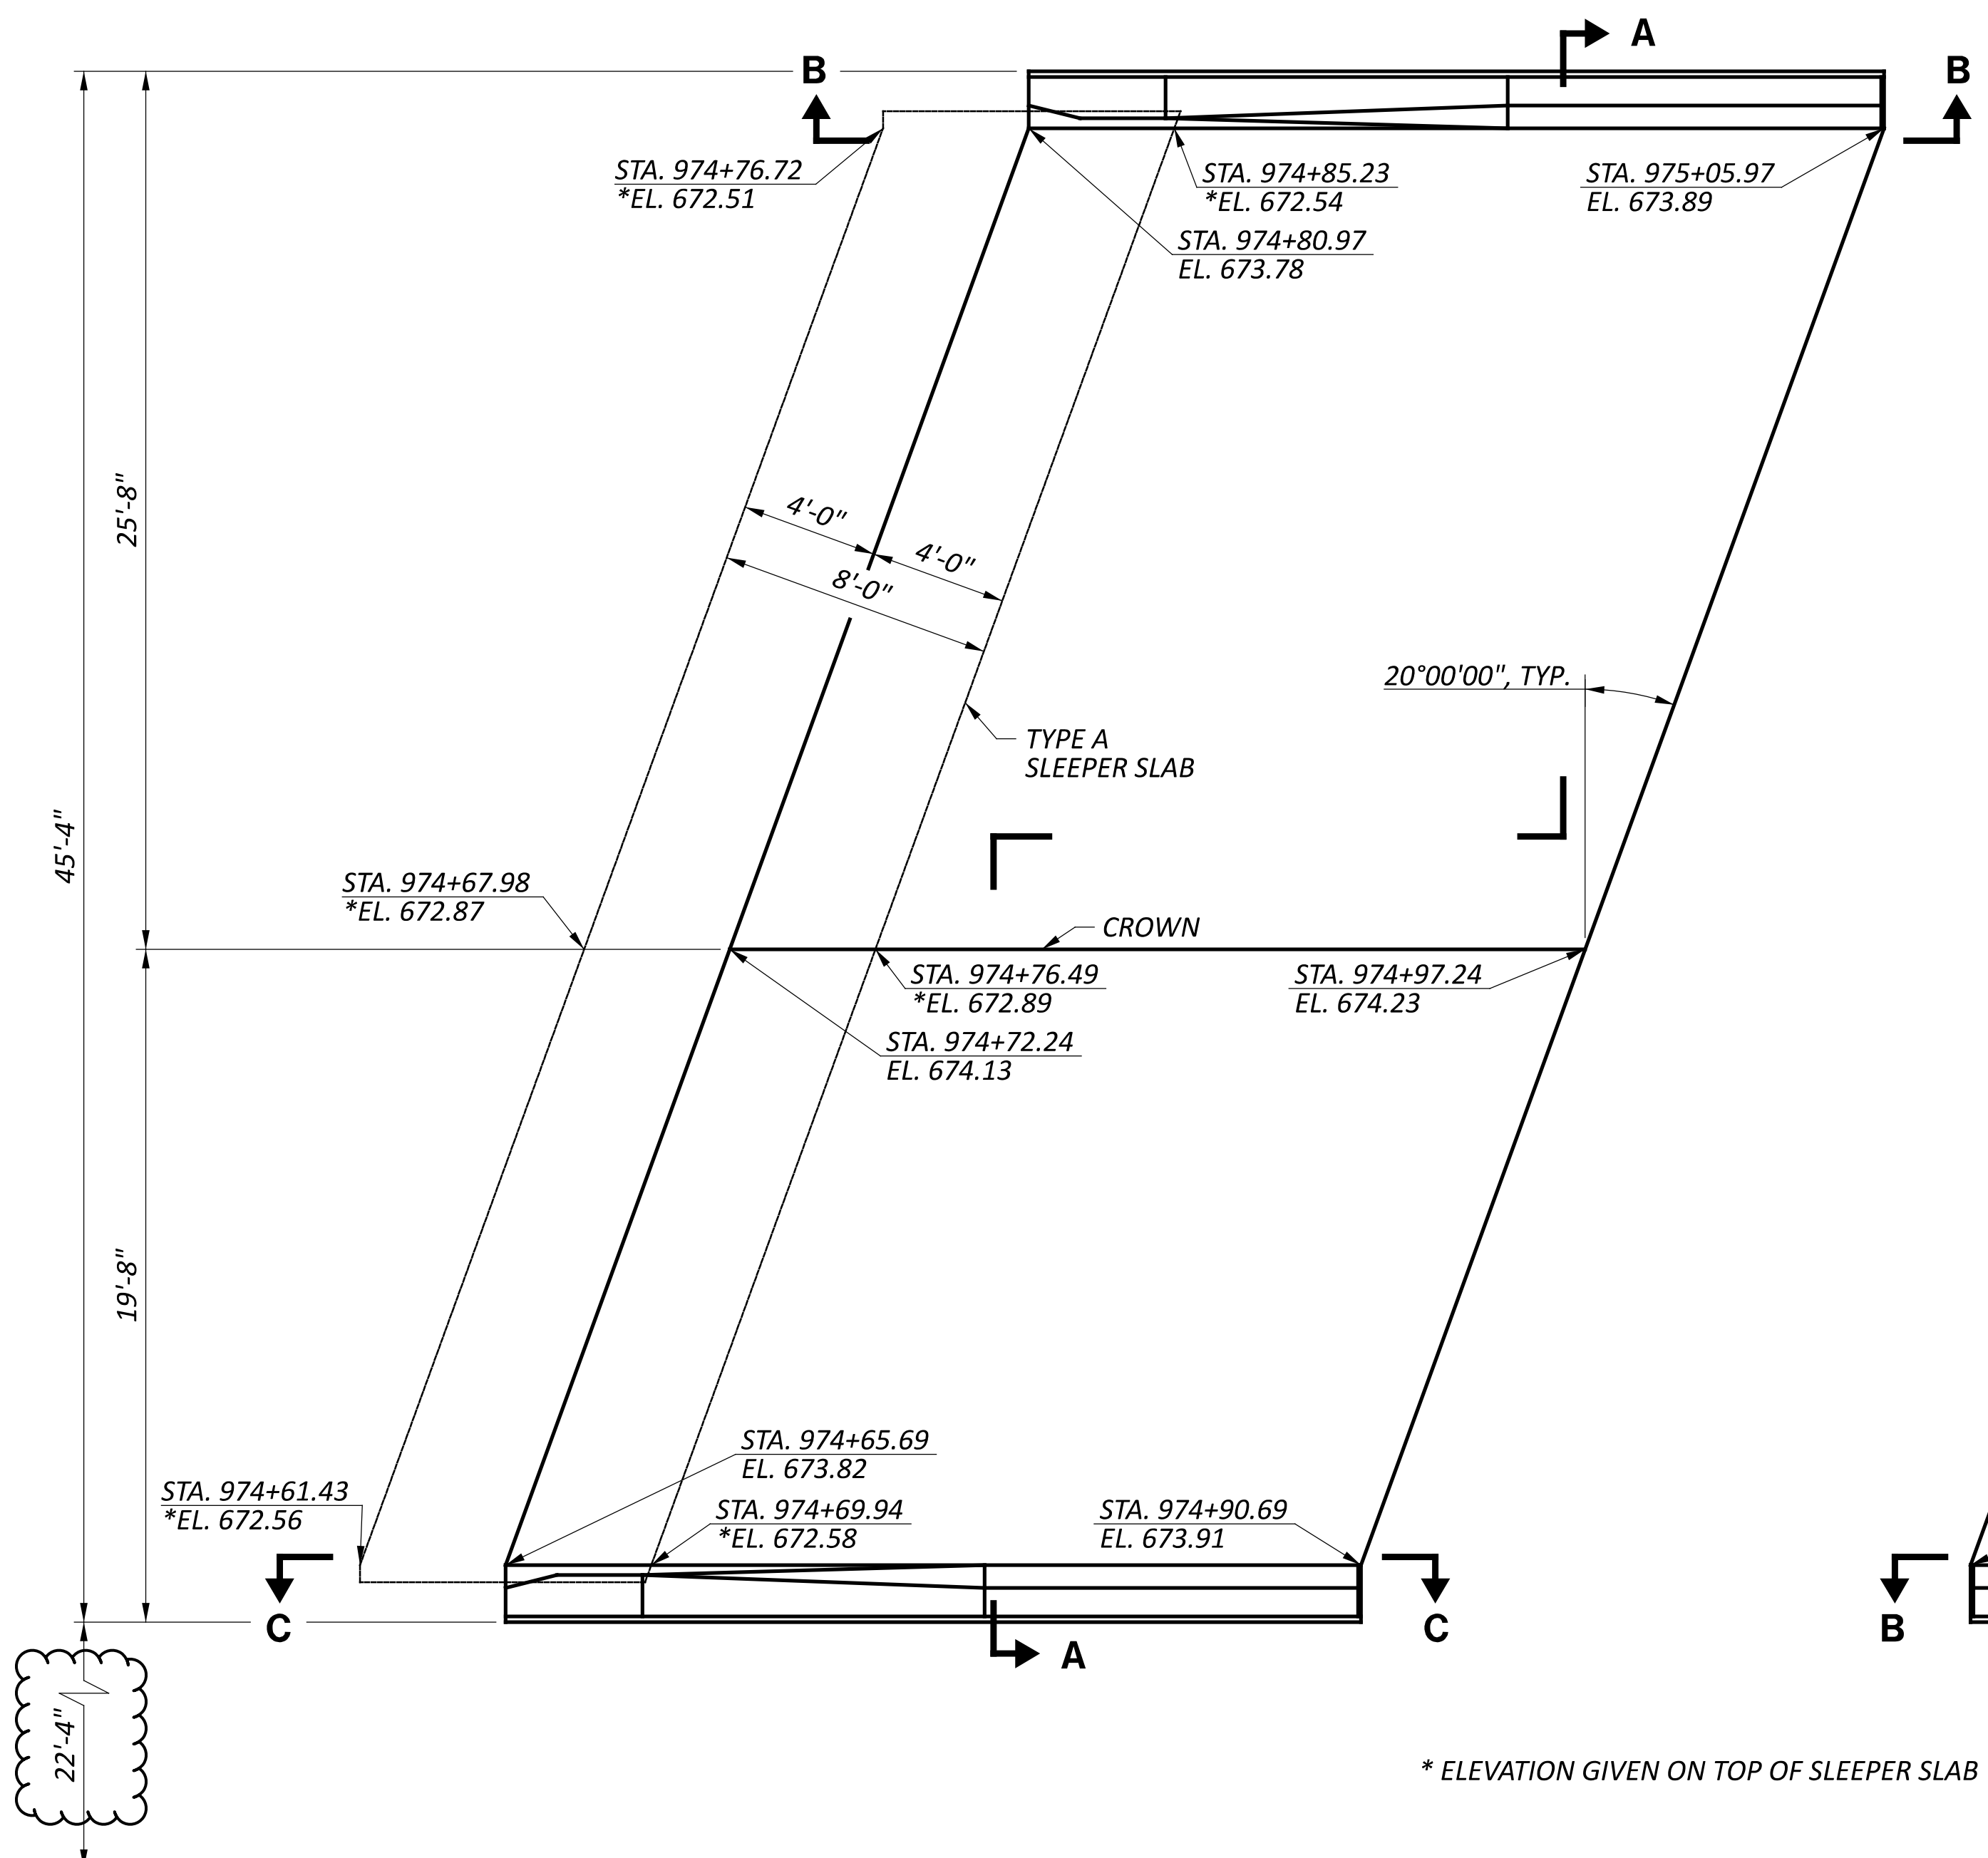 A
B
B
STA. 974+76.72
*EL. 672.51
STA. 974+85.23
*EL. 672.54
STA. 975+05.97
EL. 673.89
STA. 974+80.97
EL. 673.78
25'-8"
4'-0"
4'-0"
8'-0"
20°00'00", TYP.
TYPE A
SLEEPER SLAB
45'-4"
STA. 974+67.98
*EL. 672.87
CROWN
STA. 974+76.49
*EL. 672.89
STA. 974+97.24
EL. 674.23
STA. 974+72.24
EL. 674.13
19'-8"
STA. 974+65.69
EL. 673.82
STA. 974+61.43
*EL. 672.56
STA. 974+69.94
*EL. 672.58
STA. 974+90.69
EL. 673.91
C
C
B
A
22'-4"
* ELEVATION GIVEN ON TOP OF SLEEPER SLAB